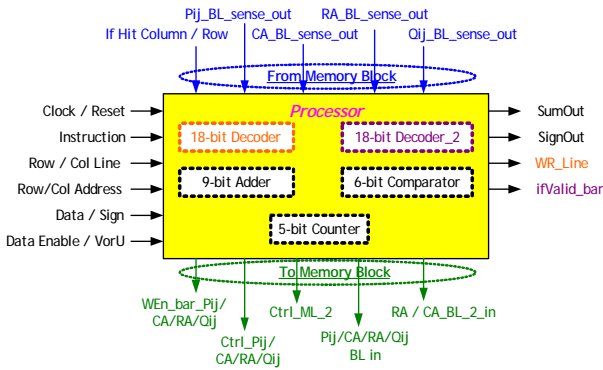 Pij_BL_sense_out
RA_BL_sense_out
If Hit Column / Row
CA_BL_sense_out
Qij_BL_sense_out
From Memory Block
Processor
Clock / Reset
Instruction
Row / Col Line
Row/Col Address
Data / Sign
Data Enable / VorU
18-bit Decoder
18-bit Decoder_2
9-bit Adder
6-bit Comparator
5-bit Counter
SumOut
SignOut
WR_Line
ifValid_bar
To Memory Block
WEn_bar_Pij/
CA/RA/Qij
Ctrl_Pij/
CA/RA/Qij
Ctrl_ML_2
Pij/CA/RA/Qij
BL in
RA / CA_BL_2_in